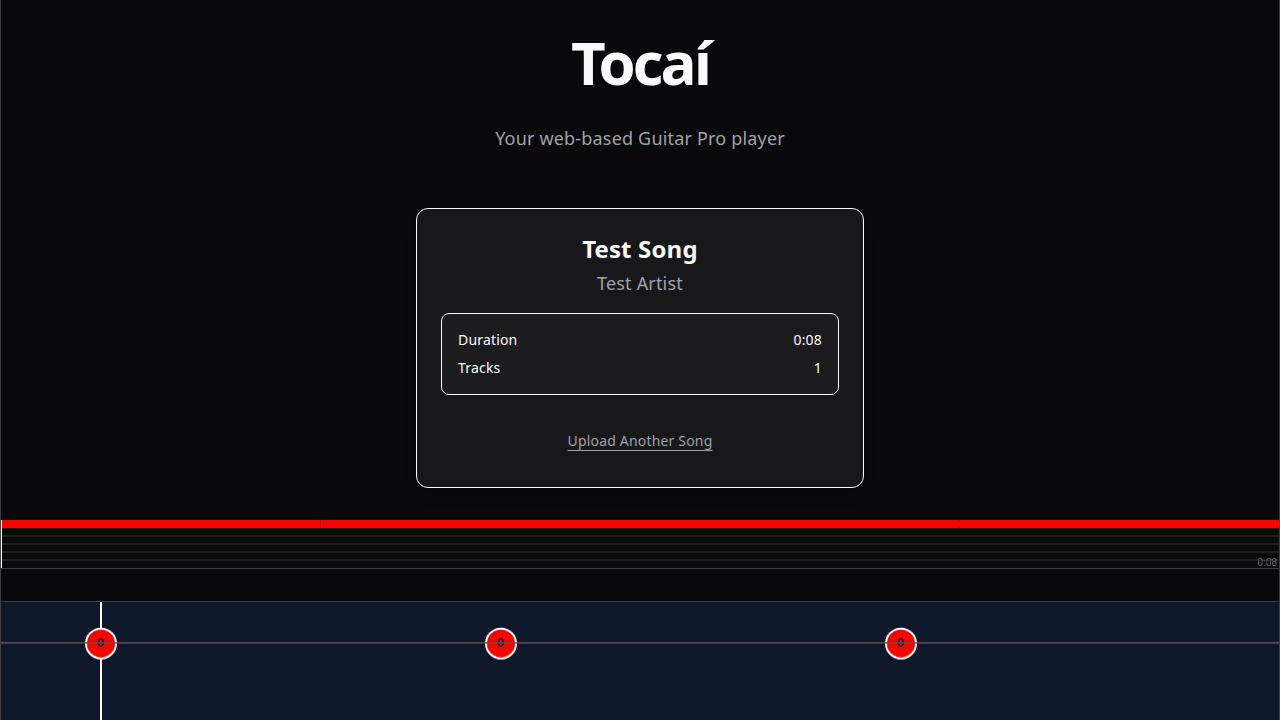 Tocaí
Your web-based Guitar Pro player
Test Song
Test Artist
Duration 0:08
Tracks 1
Upload Another Song
0:08
0 0 0